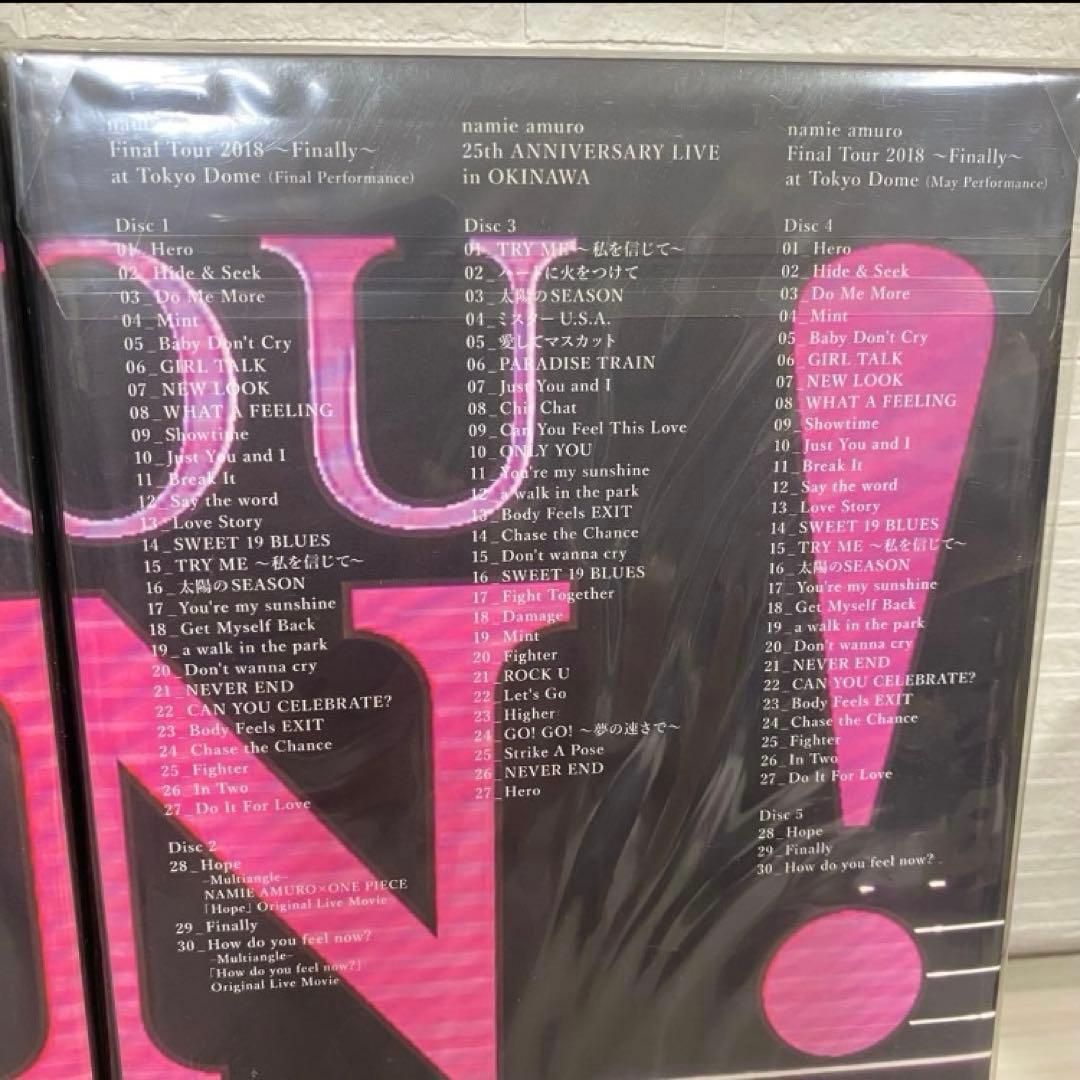 namie amuro
Final Tour 2018 ～Finally～
at Tokyo Dome (Final Performance)
Disc 1
01_Hero
02_Hide & Seek
03_Do Me More
04_Mint
05_Baby Don't Cry
06_GIRL TALK
07_NEW LOOK
08_WHAT A FEELING
09_Showtime
10_Just You and I
11_Break It
12_Say the word
13_Love Story
14_SWEET 19 BLUES
15_TRY ME ～私を信じて～
16_太陽のSEASON
17_You're my sunshine
18_Get Myself Back
19_a walk in the park
20_Don't wanna cry
21_NEVER END
22_CAN YOU CELEBRATE?
23_Body Feels EXIT
24_Chase the Chance
25_Fighter
26_In Two
27_Do It For Love
Disc 2
28_Hope
-Multiangle-
NAMIE AMURO×ONE PIECE
「Hope」Original Live Movie
29_Finally
30_How do you feel now?
-Multiangle-
「How do you feel now?」
Original Live Movie
namie amuro
25th ANNIVERSARY LIVE
in OKINAWA
Disc 3
01_TRY ME ～私を信じて～
02_ハートに火をつけて
03_太陽のSEASON
04_ミスターU.S.A.
05_愛してマスカット
06_PARADISE TRAIN
07_Just You and I
08_Chit Chat
09_Can You Feel This Love
10_ONLY YOU
11_You're my sunshine
12_a walk in the park
13_Body Feels EXIT
14_Chase the Chance
15_Don't wanna cry
16_SWEET 19 BLUES
17_Fight Together
18_Damage
19_Mint
20_Fighter
21_ROCK U
22_Let's Go
23_Higher
24_GO! GO! ～夢の速さで～
25_Strike A Pose
26_NEVER END
27_Hero
namie amuro
Final Tour 2018 ～Finally～
at Tokyo Dome (May Performance)
Disc 4
01_Hero
02_Hide & Seek
03_Do Me More
04_Mint
05_Baby Don't Cry
06_GIRL TALK
07_NEW LOOK
08_WHAT A FEELING
09_Showtime
10_Just You and I
11_Break It
12_Say the word
13_Love Story
14_SWEET 19 BLUES
15_TRY ME ～私を信じて～
16_太陽のSEASON
17_You're my sunshine
18_Get Myself Back
19_a walk in the park
20_Don't wanna cry
21_NEVER END
22_CAN YOU CELEBRATE?
23_Body Feels EXIT
24_Chase the Chance
25_Fighter
26_In Two
27_Do It For Love
Disc 5
28_Hope
29_Finally
30_How do you feel now?